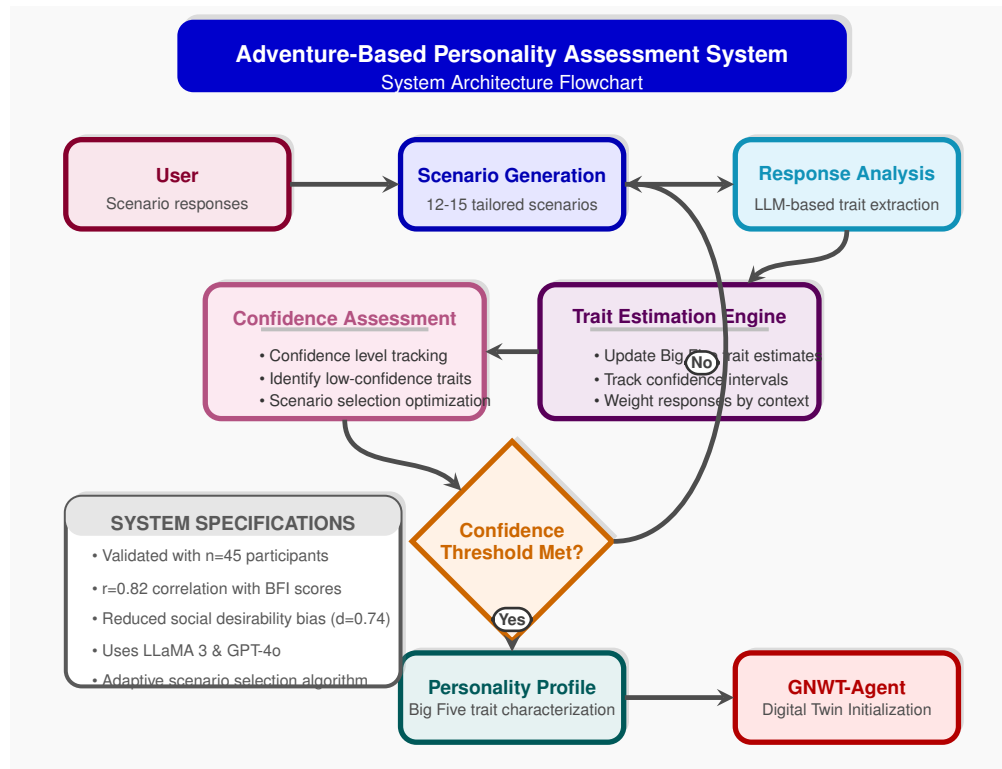 Adventure-Based Personality Assessment System
System Architecture Flowchart
User
Scenario responses
Scenario Generation
12-15 tailored scenarios
Response Analysis
LLM-based trait extraction
Confidence Assessment
• Confidence level tracking
• Identify low-confidence traits
• Scenario selection optimization
Trait Estimation Engine
• Update Big Five trait estimates
• Track confidence intervals
• Weight responses by context
No
Confidence
Threshold Met?
Yes
SYSTEM SPECIFICATIONS
• Validated with n=45 participants
• r=0.82 correlation with BFI scores
• Reduced social desirability bias (d=0.74)
• Uses LLaMA 3 & GPT-4o
• Adaptive scenario selection algorithm
Personality Profile
Big Five trait characterization
GNWT-Agent
Digital Twin Initialization